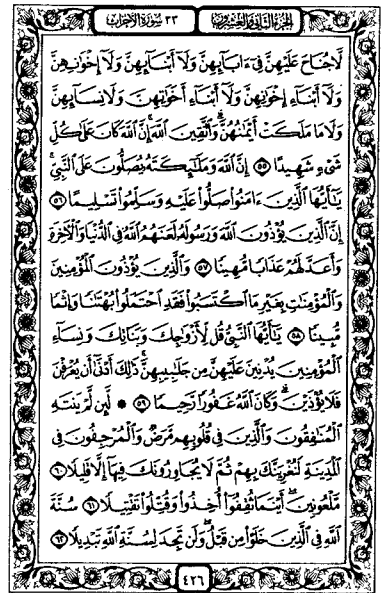 الجزء الثاني والعشرون
٣٣ سورة الأحزاب
لَّا جُنَاحَ عَلَيْهِنَّ فِىٓ ءَابَآئِهِنَّ وَلَآ أَبْنَآئِهِنَّ وَلَآ إِخْوَٰنِهِنَّ
وَلَآ أَبْنَآءِ إِخْوَٰنِهِنَّ وَلَآ أَبْنَآءِ أَخَوَٰتِهِنَّ وَلَا نِسَآئِهِنَّ
وَلَا مَا مَلَكَتْ أَيْمَٰنُهُنَّۗ وَٱتَّقِينَ ٱللَّهَۚ إِنَّ ٱللَّهَ كَانَ عَلَىٰ كُلِّ
شَىْءٍ شَهِيدًا ٥٥ إِنَّ ٱللَّهَ وَمَلَٰٓئِكَتَهُۥ يُصَلُّونَ عَلَى ٱلنَّبِىِّۚ
يَٰٓأَيُّهَا ٱلَّذِينَ ءَامَنُوا۟ صَلُّوا۟ عَلَيْهِ وَسَلِّمُوا۟ تَسْلِيمًا ٥٦
إِنَّ ٱلَّذِينَ يُؤْذُونَ ٱللَّهَ وَرَسُولَهُۥ لَعَنَهُمُ ٱللَّهُ فِى ٱلدُّنْيَا وَٱلْءَاخِرَةِ
وَأَعَدَّ لَهُمْ عَذَابًا مُّهِينًا ٥٧ وَٱلَّذِينَ يُؤْذُونَ ٱلْمُؤْمِنِينَ
وَٱلْمُؤْمِنَٰتِ بِغَيْرِ مَا ٱكْتَسَبُوا۟ فَقَدِ ٱحْتَمَلُوا۟ بُهْتَٰنًا وَإِثْمًا
مُّبِينًا ٥٨ يَٰٓأَيُّهَا ٱلنَّبِىُّ قُل لِّأَزْوَٰجِكَ وَبَنَاتِكَ وَنِسَآءِ
ٱلْمُؤْمِنِينَ يُدْنِينَ عَلَيْهِنَّ مِن جَلَٰبِيبِهِنَّۚ ذَٰلِكَ أَدْنَىٰٓ أَن يُعْرَفْنَ
فَلَا يُؤْذَيْنَۗ وَكَانَ ٱللَّهُ غَفُورًا رَّحِيمًا ٥٩ ۞ لَّئِن لَّمْ يَنتَهِ
ٱلْمُنَٰفِقُونَ وَٱلَّذِينَ فِى قُلُوبِهِم مَّرَضٌ وَٱلْمُرْجِفُونَ فِى
ٱلْمَدِينَةِ لَنُغْرِيَنَّكَ بِهِمْ ثُمَّ لَا يُجَاوِرُونَكَ فِيهَآ إِلَّا قَلِيلًا ٦٠
مَّلْعُونِينَۖ أَيْنَمَا ثُقِفُوٓا۟ أُخِذُوا۟ وَقُتِّلُوا۟ تَقْتِيلًا ٦١ سُنَّةَ
ٱللَّهِ فِى ٱلَّذِينَ خَلَوْا۟ مِن قَبْلُۖ وَلَن تَجِدَ لِسُنَّةِ ٱللَّهِ تَبْدِيلًا ٦٢
٤٢٦